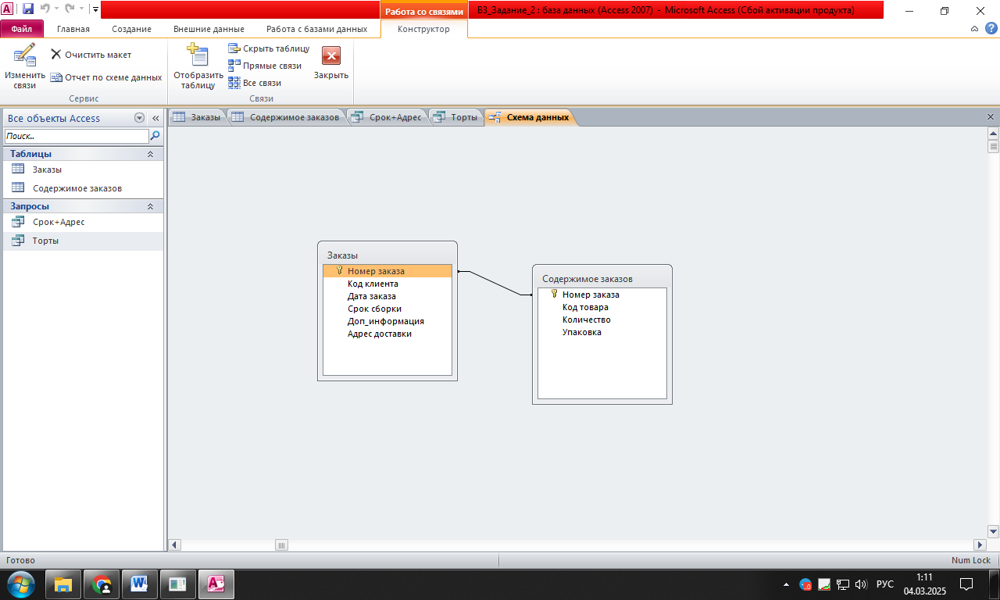 Работа со связями
В3_Задание_2 : база данных (Access 2007) - Microsoft Access (Сбой активации продукта)
Файл
Главная
Создание
Внешние данные
Работа с базами данных
Конструктор
Изменить связи
Очистить макет
Отчет по схеме данных
Сервис
Отобразить таблицу
Скрыть таблицу
Прямые связи
Все связи
Закрыть
Связи
Все объекты Access
Поиск...
Таблицы
Заказы
Содержимое заказов
Запросы
Срок+Адрес
Торты
Заказы
Содержимое заказов
Срок+Адрес
Торты
Схема данных
Заказы
Номер заказа
Код клиента
Дата заказа
Срок сборки
Доп_информация
Адрес доставки
Содержимое заказов
Номер заказа
Код товара
Количество
Упаковка
Готово
Num Lock
РУС
1:11
04.03.2025